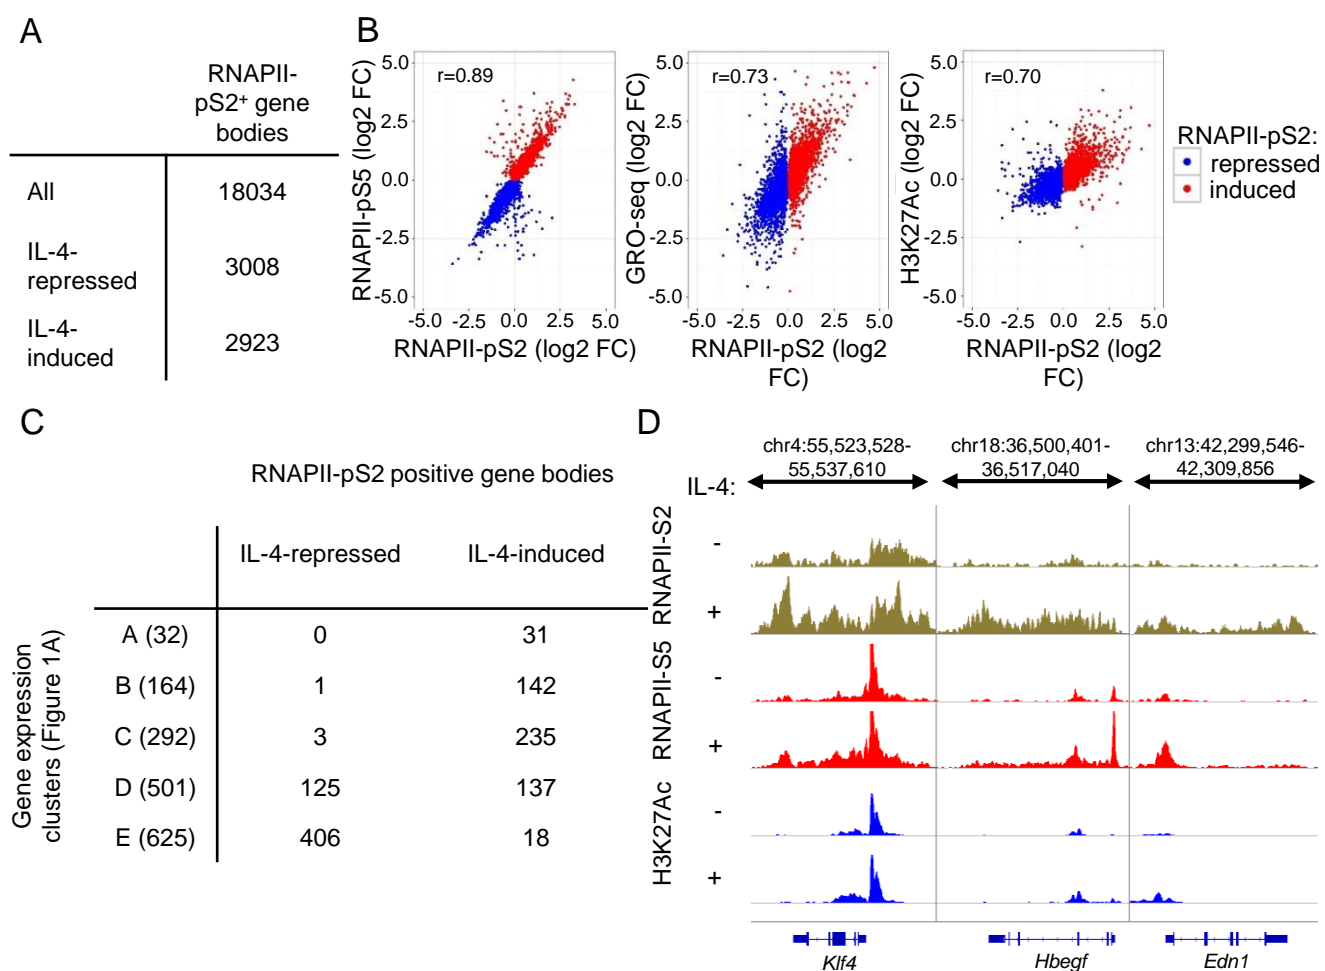 A
RNAPII-
pS2+ gene
bodies
All 18034
IL-4-
repressed 3008
IL-4-
induced 2923
B
RNAPII-pS5 (log2 FC)
5.0
2.5
0.0
-2.5
-5.0
r=0.89
-5.0 -2.5 0.0 2.5 5.0
RNAPII-pS2 (log2 FC)
GRO-seq (log2 FC)
5.0
2.5
0.0
-2.5
-5.0
r=0.73
-5.0 -2.5 0.0 2.5 5.0
RNAPII-pS2 (log2
FC)
H3K27Ac (log2 FC)
5.0
2.5
0.0
-2.5
-5.0
r=0.70
-5.0 -2.5 0.0 2.5 5.0
RNAPII-pS2 (log2
FC)
RNAPII-pS2:
repressed
induced
C
RNAPII-pS2 positive gene bodies
IL-4-repressed IL-4-induced
Gene expression
clusters (Figure 1A)
A (32) 0 31
B (164) 1 142
C (292) 3 235
D (501) 125 137
E (625) 406 18
D
chr4:55,523,528-
55,537,610
chr18:36,500,401-
36,517,040
chr13:42,299,546-
42,309,856
IL-4:
RNAPII-S2
-
+
RNAPII-S5
-
+
H3K27Ac
-
+
Klf4 Hbegf Edn1